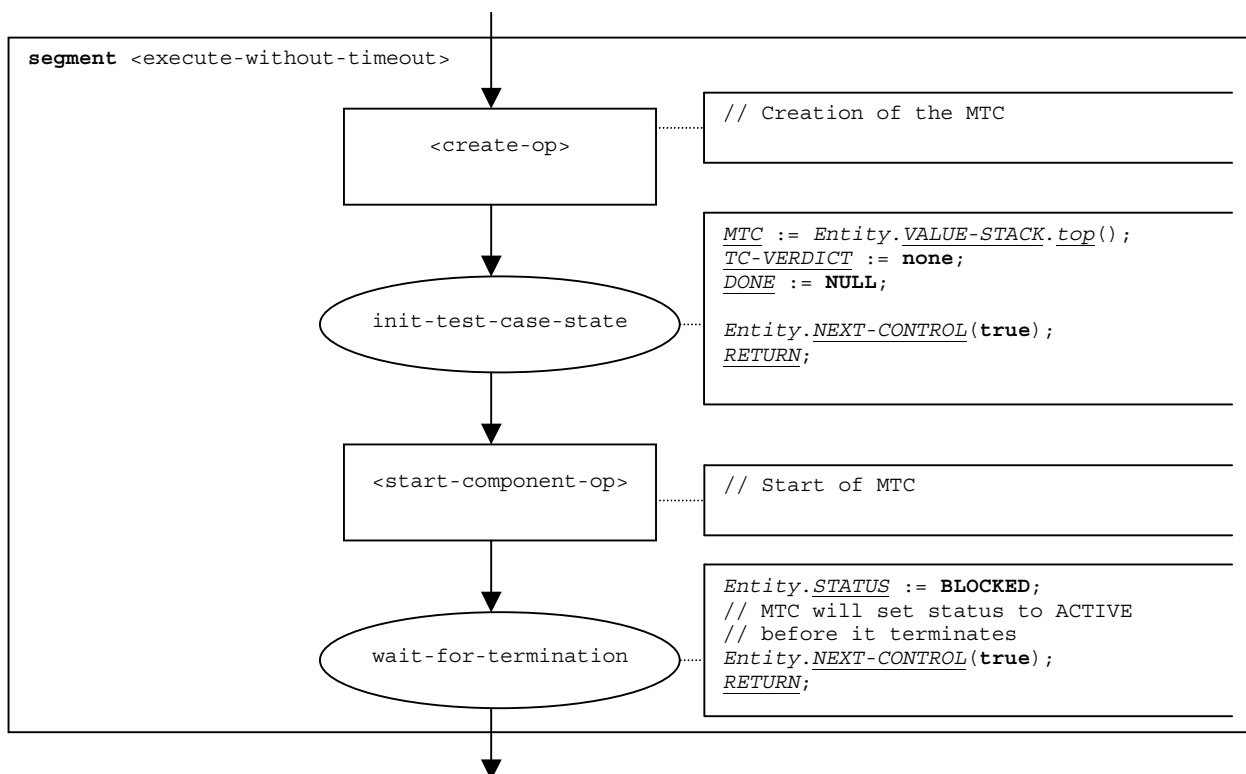 segment <execute-without-timeout>
<create-op>
// Creation of the MTC
init-test-case-state
MTC := Entity.VALUE-STACK.top();
TC-VERDICT := none;
DONE := NULL;
Entity.NEXT-CONTROL(true);
RETURN;
<start-component-op>
// Start of MTC
wait-for-termination
Entity.STATUS := BLOCKED;
// MTC will set status to ACTIVE
// before it terminates
Entity.NEXT-CONTROL(true);
RETURN;